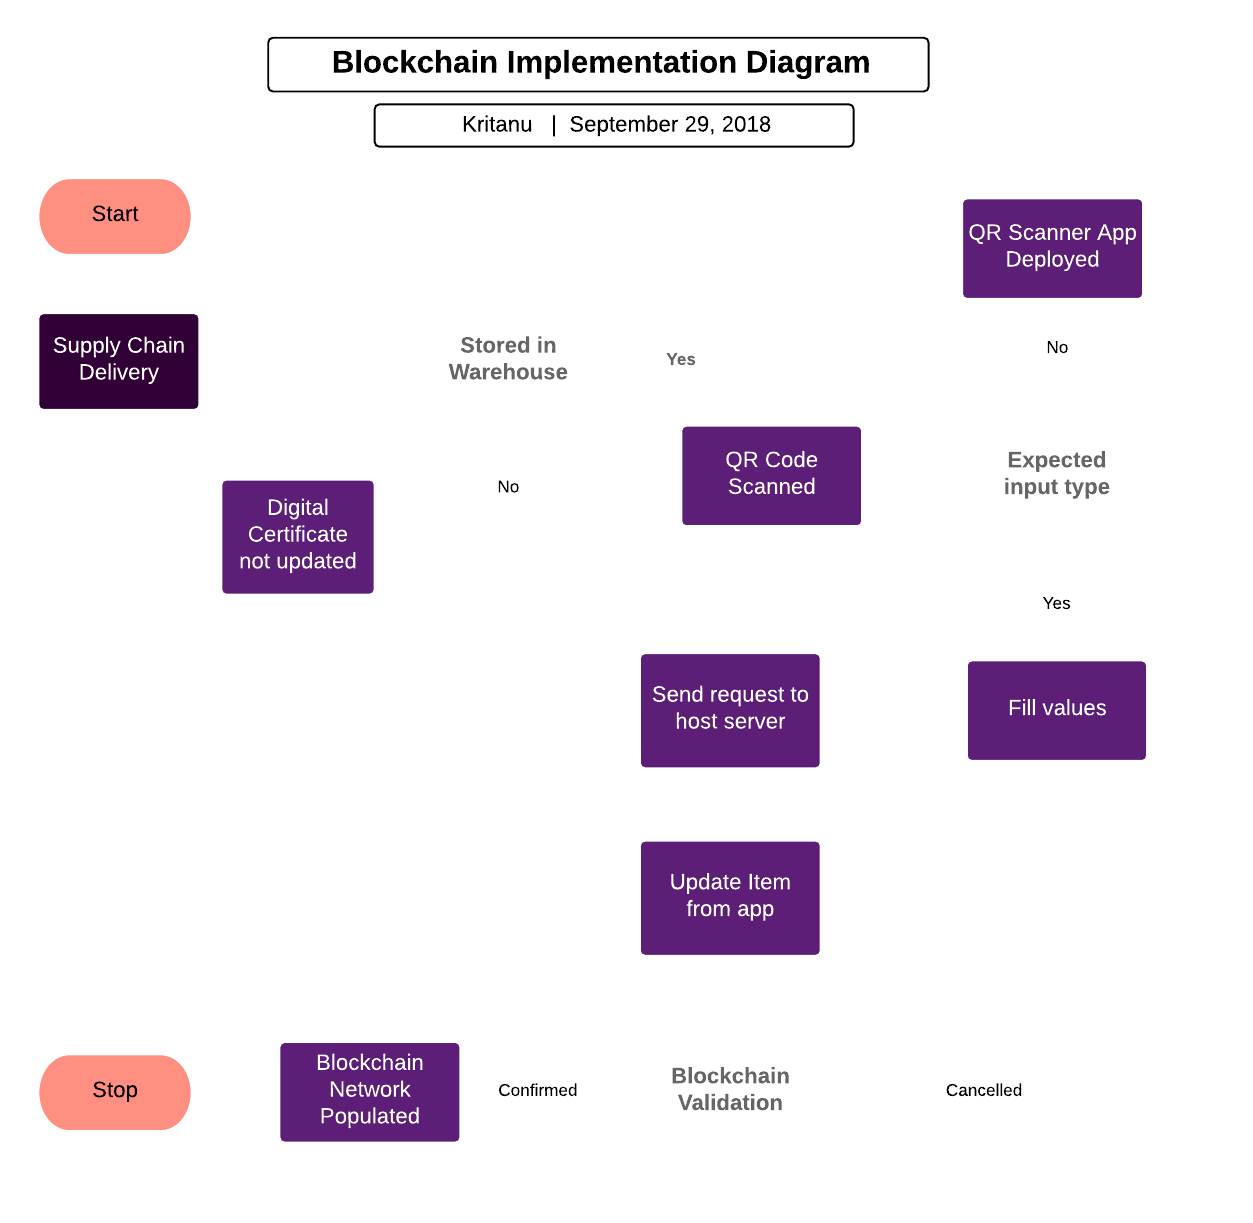 Blockchain Implementation Diagram
Kritanu | September 29, 2018
Start
QR Scanner App
Deployed
Supply Chain
Delivery
Stored in
Warehouse
Yes
No
QR Code
Scanned
Expected
input type
Digital
Certificate
not updated
No
Yes
Send request to
host server
Fill values
Update Item
from app
Stop
Blockchain
Network
Populated
Confirmed
Blockchain
Validation
Cancelled